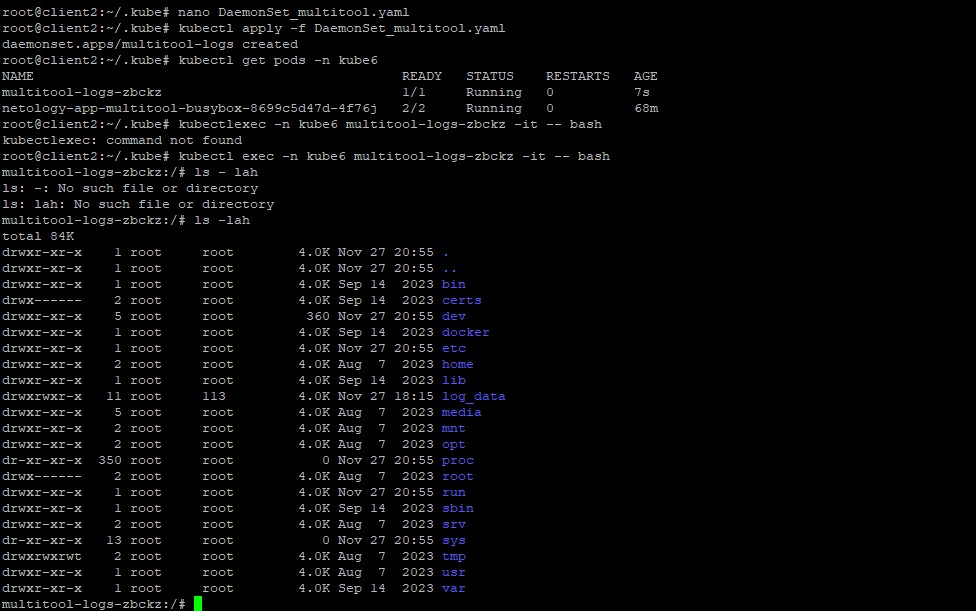 root@client2:~/.kube# nano DaemonSet_multitool.yaml
root@client2:~/.kube# kubectl apply -f DaemonSet_multitool.yaml
daemonset.apps/multitool-logs created
root@client2:~/.kube# kubectl get pods -n kube6
NAME                                              READY   STATUS    RESTARTS   AGE
multitool-logs-zbckz                              1/1     Running   0          7s
netology-app-multitool-busybox-8699c5d47d-4f76j   2/2     Running   0          68m
root@client2:~/.kube# kubectlexec -n kube6 multitool-logs-zbckz -it -- bash
kubectlexec: command not found
root@client2:~/.kube# kubectl exec -n kube6 multitool-logs-zbckz -it -- bash
multitool-logs-zbckz:/# ls - lah
ls: -: No such file or directory
ls: lah: No such file or directory
multitool-logs-zbckz:/# ls -lah
total 84K
drwxr-xr-x    1 root     root        4.0K Nov 27 20:55 .
drwxr-xr-x    1 root     root        4.0K Nov 27 20:55 ..
drwxr-xr-x    1 root     root        4.0K Sep 14  2023 bin
drwx------    2 root     root        4.0K Sep 14  2023 certs
drwxr-xr-x    5 root     root         360 Nov 27 20:55 dev
drwxr-xr-x    1 root     root        4.0K Sep 14  2023 docker
drwxr-xr-x    1 root     root        4.0K Nov 27 20:55 etc
drwxr-xr-x    2 root     root        4.0K Aug  7  2023 home
drwxr-xr-x    1 root     root        4.0K Sep 14  2023 lib
drwxrwxr-x   11 root     113         4.0K Nov 27 18:15 log_data
drwxr-xr-x    5 root     root        4.0K Aug  7  2023 media
drwxr-xr-x    2 root     root        4.0K Aug  7  2023 mnt
drwxr-xr-x    2 root     root        4.0K Aug  7  2023 opt
dr-xr-xr-x  350 root     root           0 Nov 27 20:55 proc
drwx------    2 root     root        4.0K Aug  7  2023 root
drwxr-xr-x    1 root     root        4.0K Nov 27 20:55 run
drwxr-xr-x    1 root     root        4.0K Sep 14  2023 sbin
drwxr-xr-x    2 root     root        4.0K Aug  7  2023 srv
dr-xr-xr-x   13 root     root           0 Nov 27 20:55 sys
drwxrwxrwt    2 root     root        4.0K Aug  7  2023 tmp
drwxr-xr-x    1 root     root        4.0K Aug  7  2023 usr
drwxr-xr-x    1 root     root        4.0K Sep 14  2023 var
multitool-logs-zbckz:/#